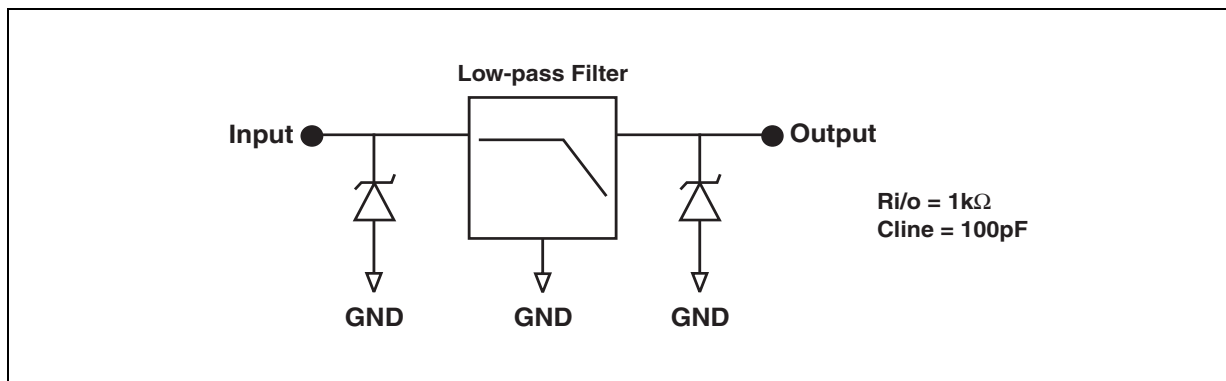 Low-pass Filter
Input
Output
Ri/o = 1kΩ
Cline = 100pF
GND
GND
GND